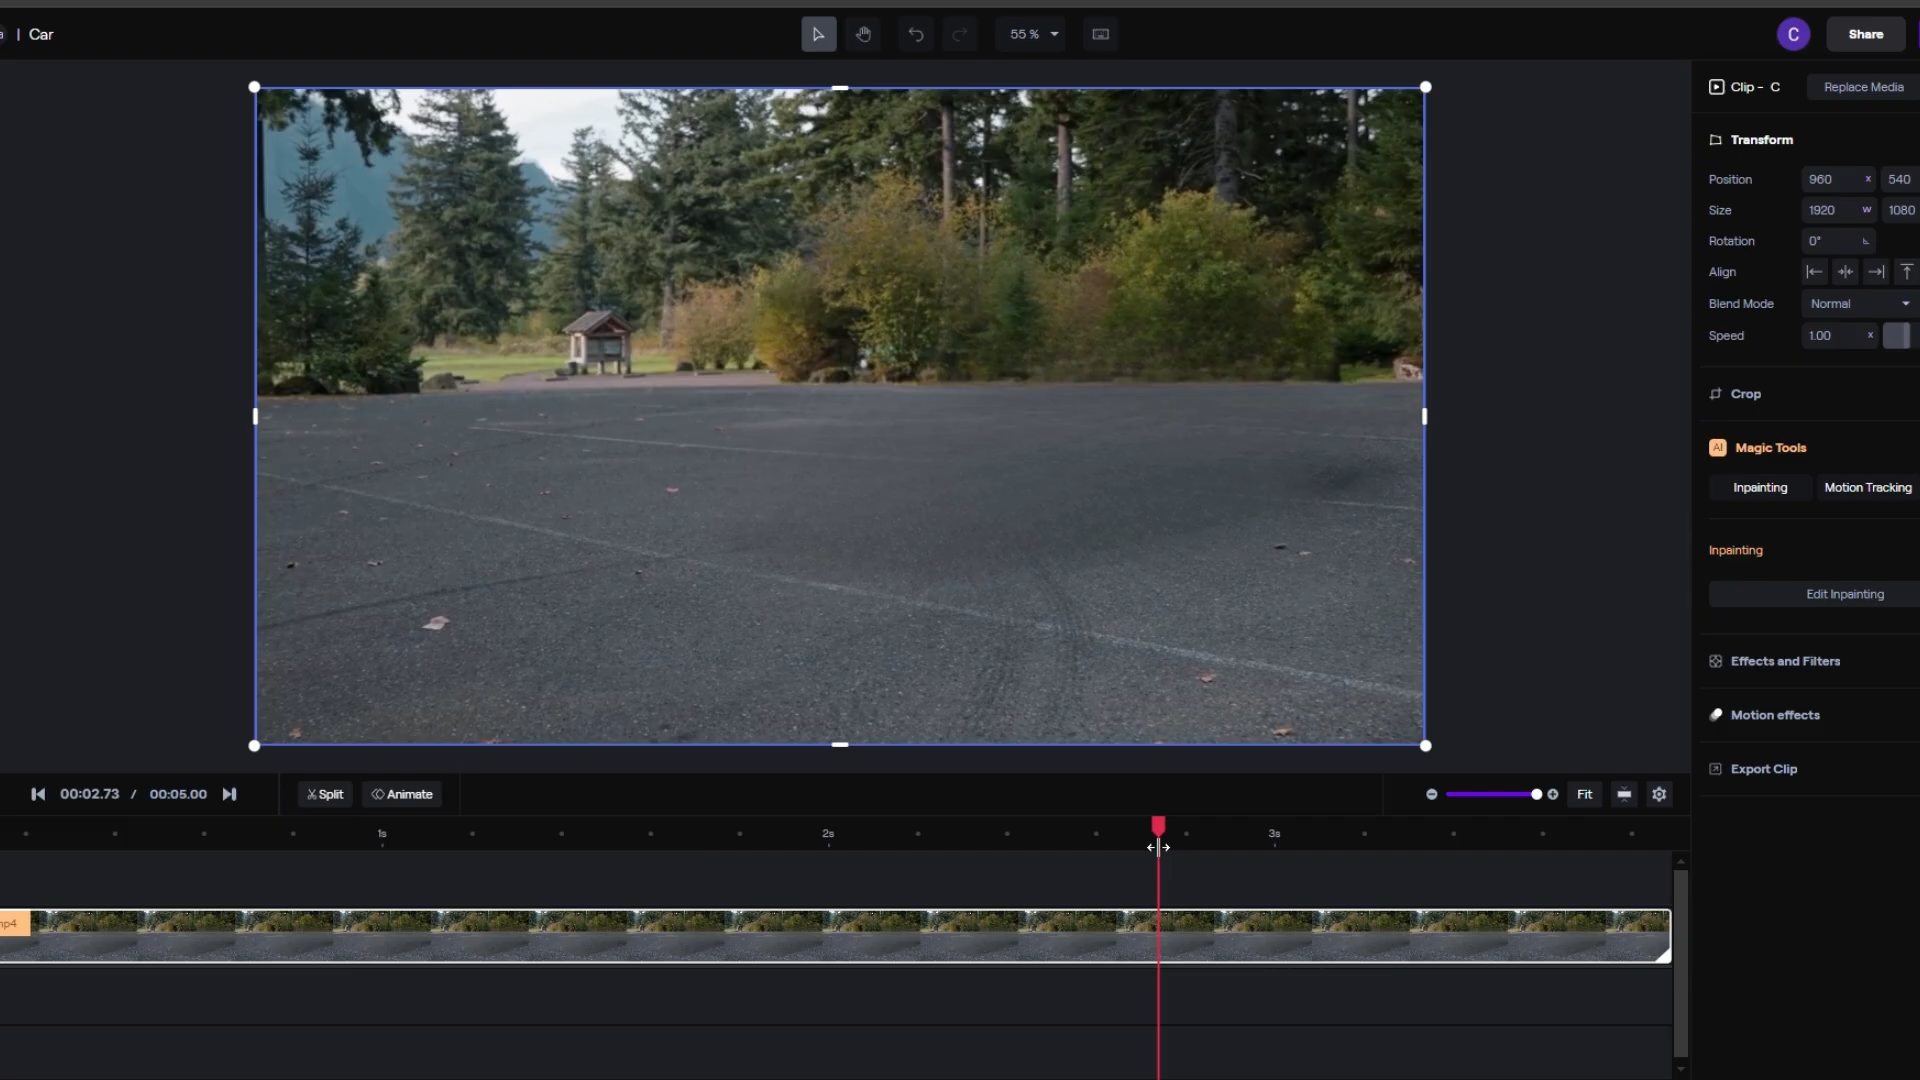 | Car
55 %
C
Share
Clip - C
Replace Media
Transform
Position 960 x 540
Size 1920 w 1080
Rotation 0°
Align
Blend Mode Normal
Speed 1.00 x
Crop
AI Magic Tools
Inpainting Motion Tracking
Inpainting
Edit Inpainting
Effects and Filters
Motion effects
Export Clip
00:02.73 / 00:05.00
Split
Animate
Fit
1s 2s 3s
mp4